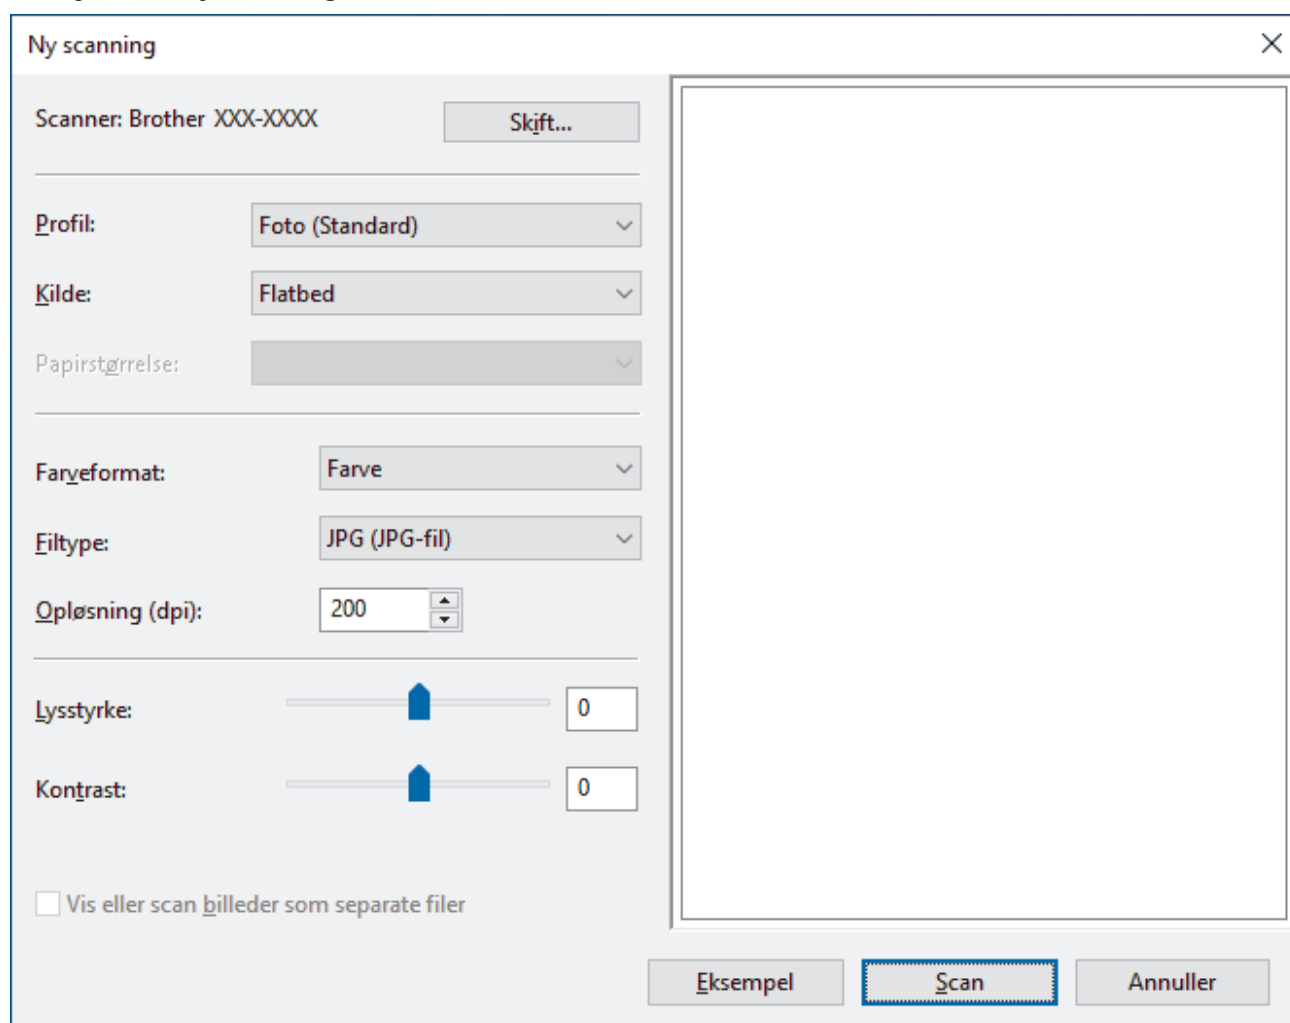 Ny scanning
Scanner: Brother XXX-XXXX
Skift...
Profil:
Foto (Standard)
Kilde:
Flatbed
Papirstørrelse:
Farveformat:
Farve
Filtype:
JPG (JPG-fil)
Opløsning (dpi):
200
Lysstyrke:
0
Kontrast:
0
Vis eller scan billeder som separate filer
Eksempel
Scan
Annuller